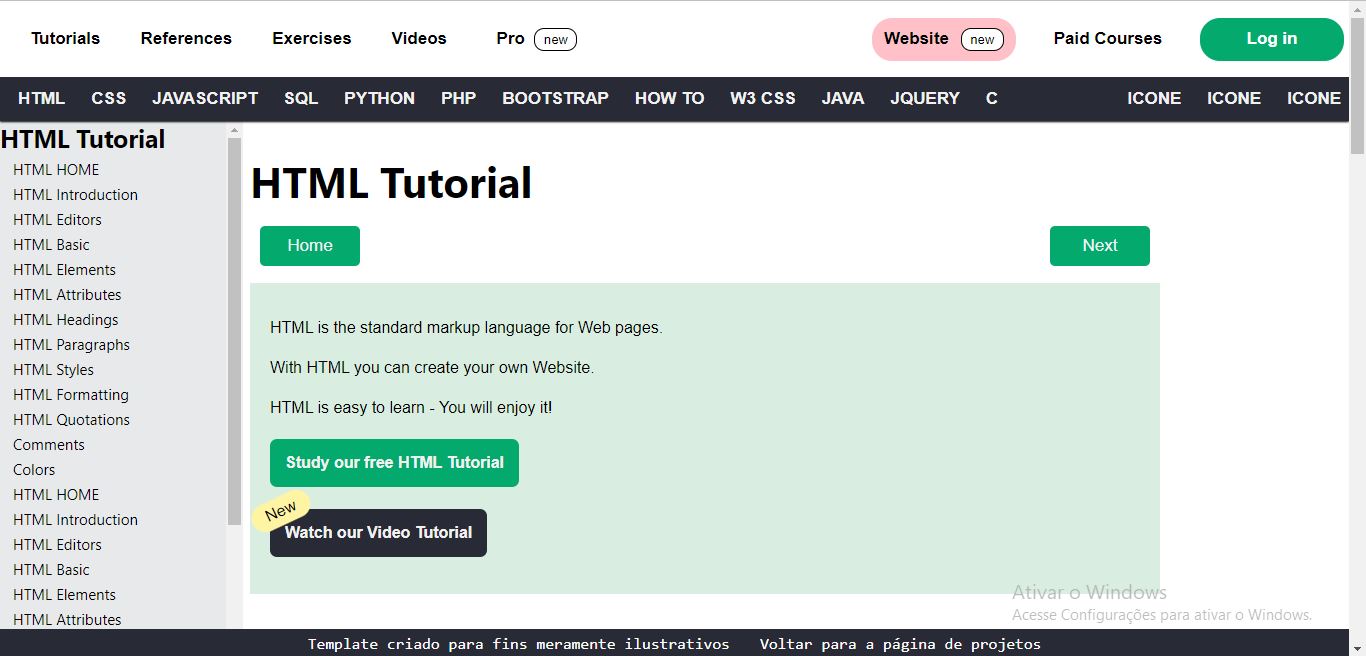 Tutorials References Exercises Videos Pro new Website new Paid Courses Log in
HTML CSS JAVASCRIPT SQL PYTHON PHP BOOTSTRAP HOW TO W3 CSS JAVA JQUERY C ICONE ICONE ICONE
HTML Tutorial
HTML HOME
HTML Introduction
HTML Editors
HTML Basic
HTML Elements
HTML Attributes
HTML Headings
HTML Paragraphs
HTML Styles
HTML Formatting
HTML Quotations
Comments
Colors
HTML HOME
HTML Introduction
HTML Editors
HTML Basic
HTML Elements
HTML Attributes
HTML Tutorial
Home Next
HTML is the standard markup language for Web pages.
With HTML you can create your own Website.
HTML is easy to learn - You will enjoy it!
Study our free HTML Tutorial
New
Watch our Video Tutorial
Ativar o Windows
Acesse Configurações para ativar o Windows.
Template criado para fins meramente ilustrativos Voltar para a página de projetos